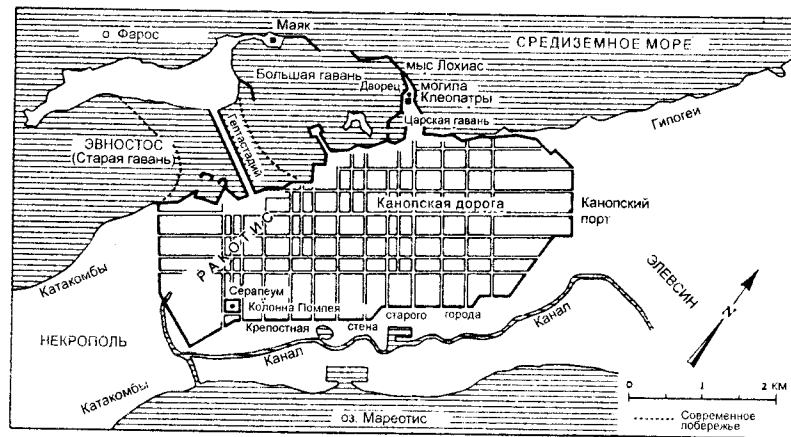 Маяк
о. Фарос
СРЕДИЗЕМНОЕ МОРЕ
мыс Лохиас
Большая гавань
Дворец
могила
Клеопатры
Царская гавань
Гипогеи
Гептастадий
ЭВНОСТОС
(Старая гавань)
Канопская дорога
Канопский
порт
РАКОТИС
Катакомбы
ЭЛЕВСИН
Серапеум
Колонна Помпея
Крепостная стена старого города
Канал
N
НЕКРОПОЛЬ
Канал
Катакомбы
оз. Мареотис
0 1 2 км
Современное
побережье